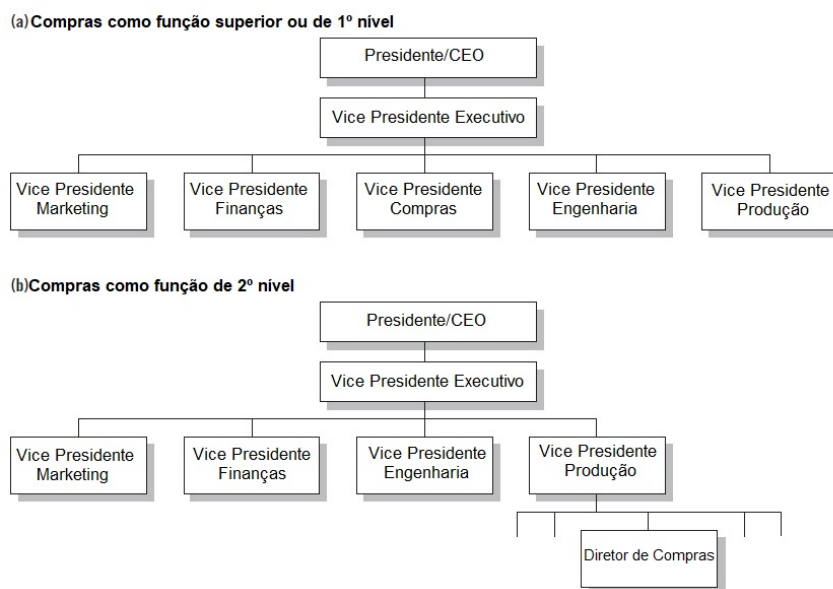 (a)Compras como função superior ou de 1º nível
Presidente/CEO
Vice Presidente Executivo
Vice Presidente
Marketing
Vice Presidente
Finanças
Vice Presidente
Compras
Vice Presidente
Engenharia
Vice Presidente
Produção
(b)Compras como função de 2º nível
Presidente/CEO
Vice Presidente Executivo
Vice Presidente
Marketing
Vice Presidente
Finanças
Vice Presidente
Engenharia
Vice Presidente
Produção
Diretor de Compras